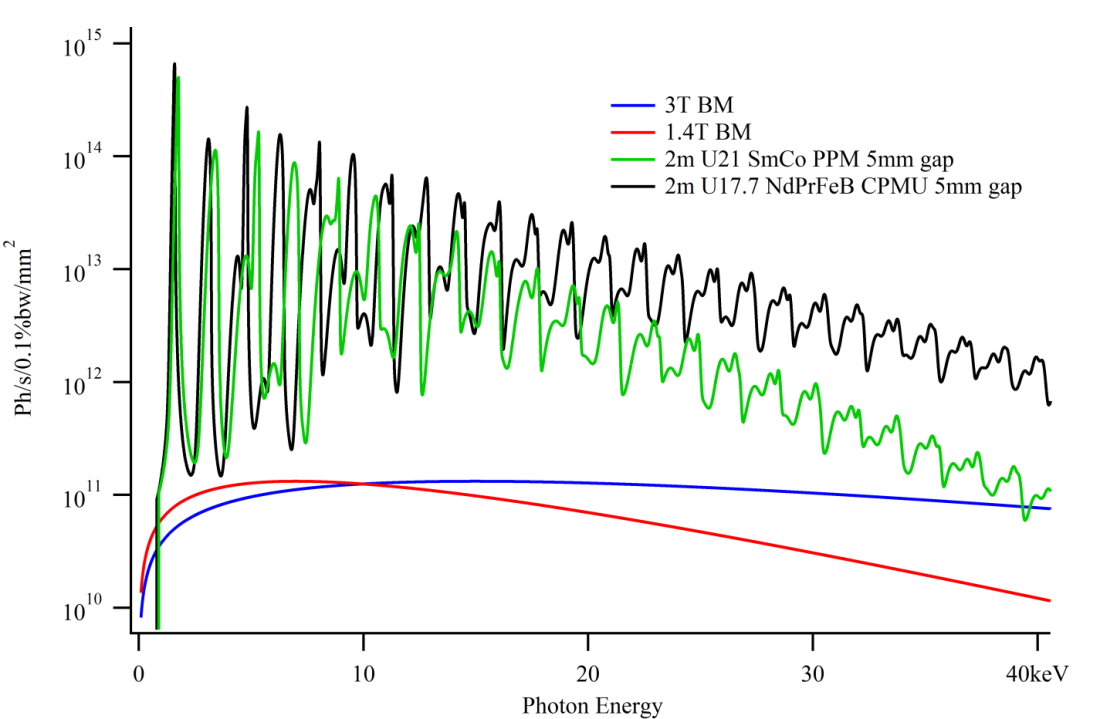 10^15
10^14
10^13
10^12
10^11
10^10
Ph/s/0.1%bw/mm^2
3T BM
1.4T BM
2m U21 SmCo PPM 5mm gap
2m U17.7 NdPrFeB CPMU 5mm gap
0 10 20 30 40keV
Photon Energy